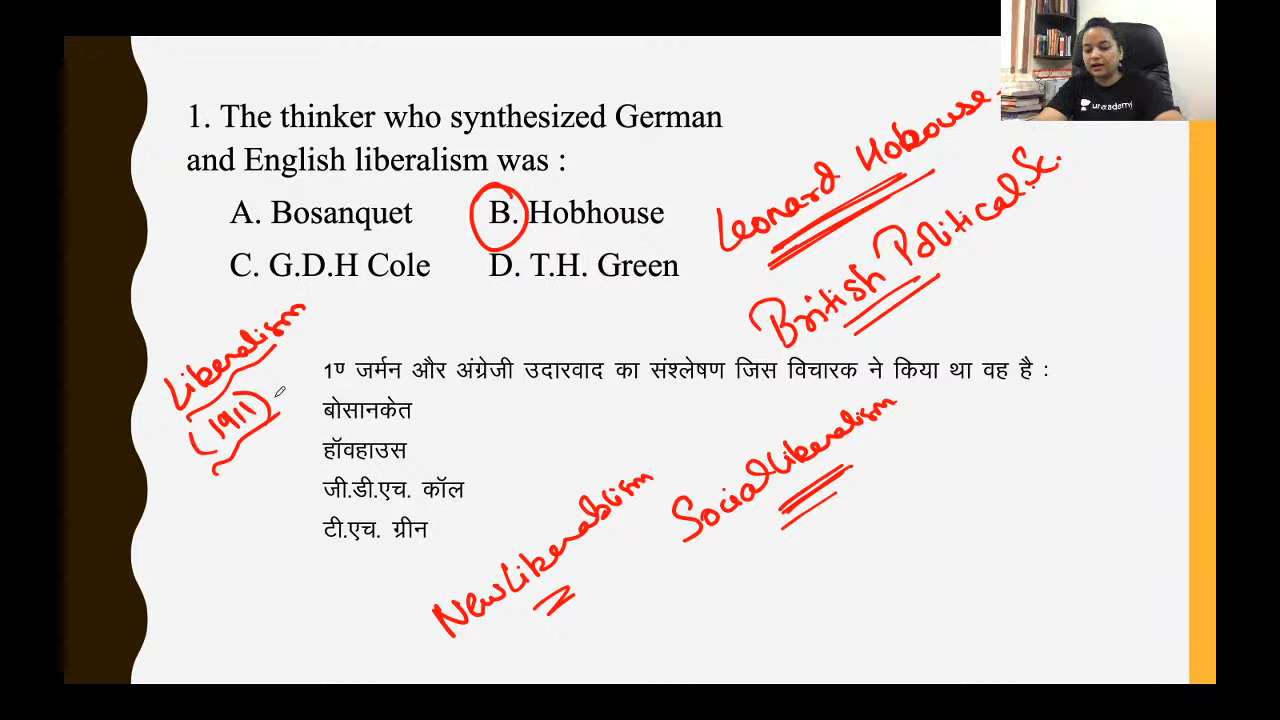 1. The thinker who synthesized German
and English liberalism was :
A. Bosanquet B. Hobhouse
C. G.D.H Cole D. T.H. Green
Leonard Hobouse
British Political Sc.
Liberalism
(1911)
1ण् जर्मन और अंग्रेजी उदारवाद का संश्लेषण जिस विचारक ने किया था वह है :
बोसानकेत
हॉवहाउस
जी.डी.एच. कॉल
टी.एच. ग्रीन
Social Liberalism
New Liberablism
unacademy